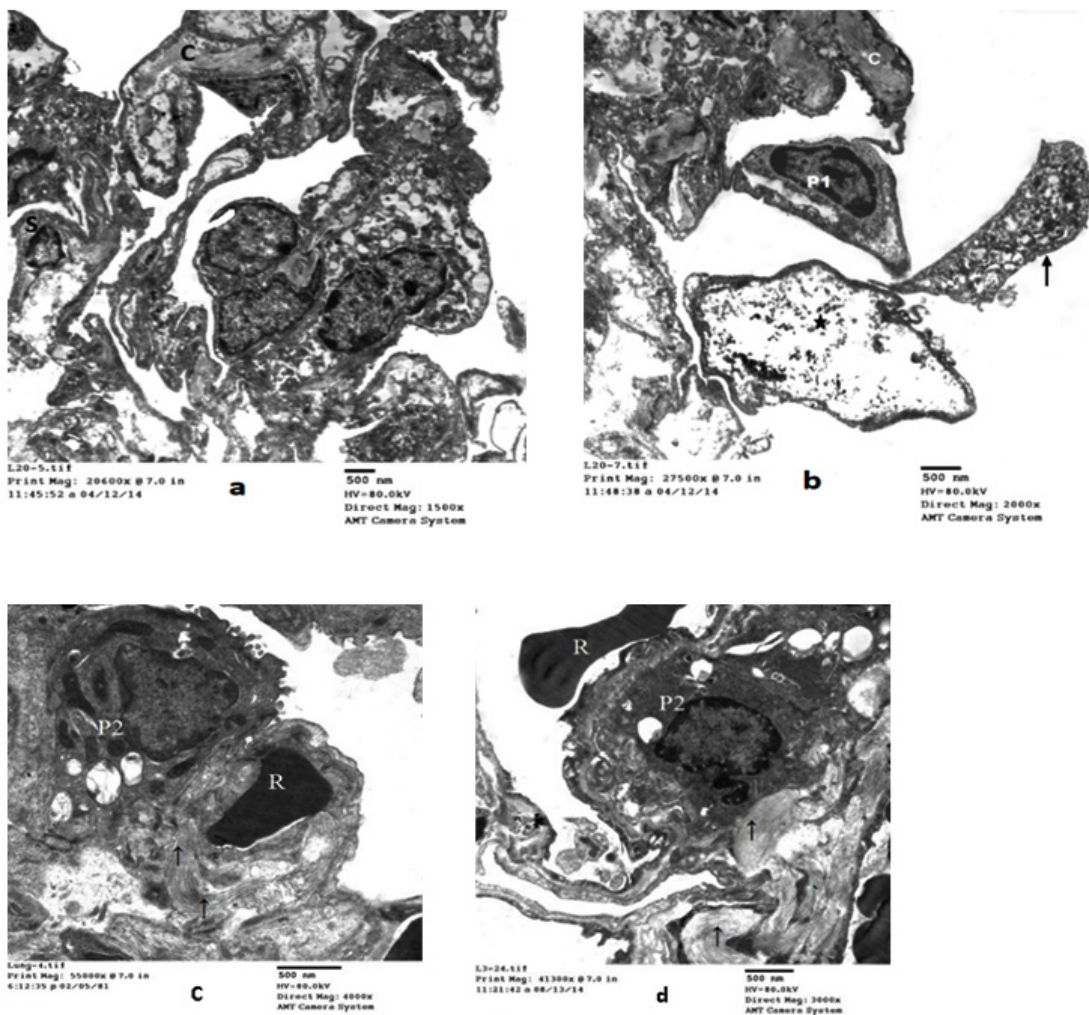 C
S
L20-5.tif
Print Mag: 20600x @ 7.0 in
11:45:52 a 04/12/14
a
500 nm
HV=80.0kV
Direct Mag: 1500x
AMT Camera System
C
P1
★
↑
L20-7.tif
Print Mag: 27500x @ 7.0 in
11:48:38 a 04/12/14
b
500 nm
HV=80.0kV
Direct Mag: 2000x
AMT Camera System
P2
R
↑
↑
Lung-4.tif
Print Mag: 55000x @ 7.0 in
6:12:35 p 02/05/81
c
500 nm
HV=80.0kV
Direct Mag: 4000x
AMT Camera System
R
P2
↑
↑
L3-24.tif
Print Mag: 41300x @ 7.0 in
11:21:42 a 08/13/14
d
500 nm
HV=80.0kV
Direct Mag: 3000x
AMT Camera System